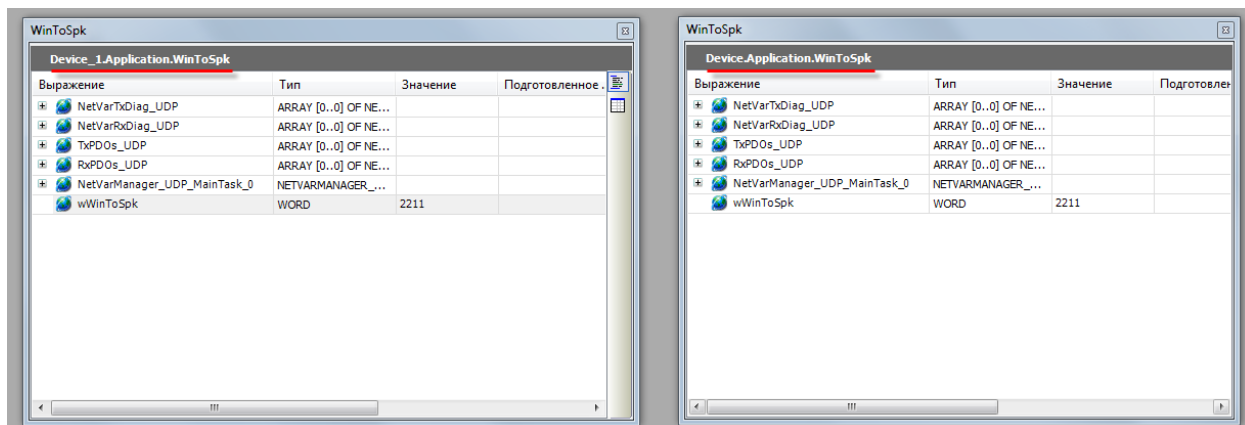 WinToSpk
Device_1.Application.WinToSpk
Выражение Тип Значение Подготовленное .
NetVarTxDiag_UDP ARRAY [0..0] OF NE...
NetVarRxDiag_UDP ARRAY [0..0] OF NE...
TxPDOs_UDP ARRAY [0..0] OF NE...
RxPDOs_UDP ARRAY [0..0] OF NE...
NetVarManager_UDP_MainTask_0 NETVARMANAGER_...
wWinToSpk WORD 2211
WinToSpk
Device.Application.WinToSpk
Выражение Тип Значение Подготовлен
NetVarTxDiag_UDP ARRAY [0..0] OF NE...
NetVarRxDiag_UDP ARRAY [0..0] OF NE...
TxPDOs_UDP ARRAY [0..0] OF NE...
RxPDOs_UDP ARRAY [0..0] OF NE...
NetVarManager_UDP_MainTask_0 NETVARMANAGER_...
wWinToSpk WORD 2211